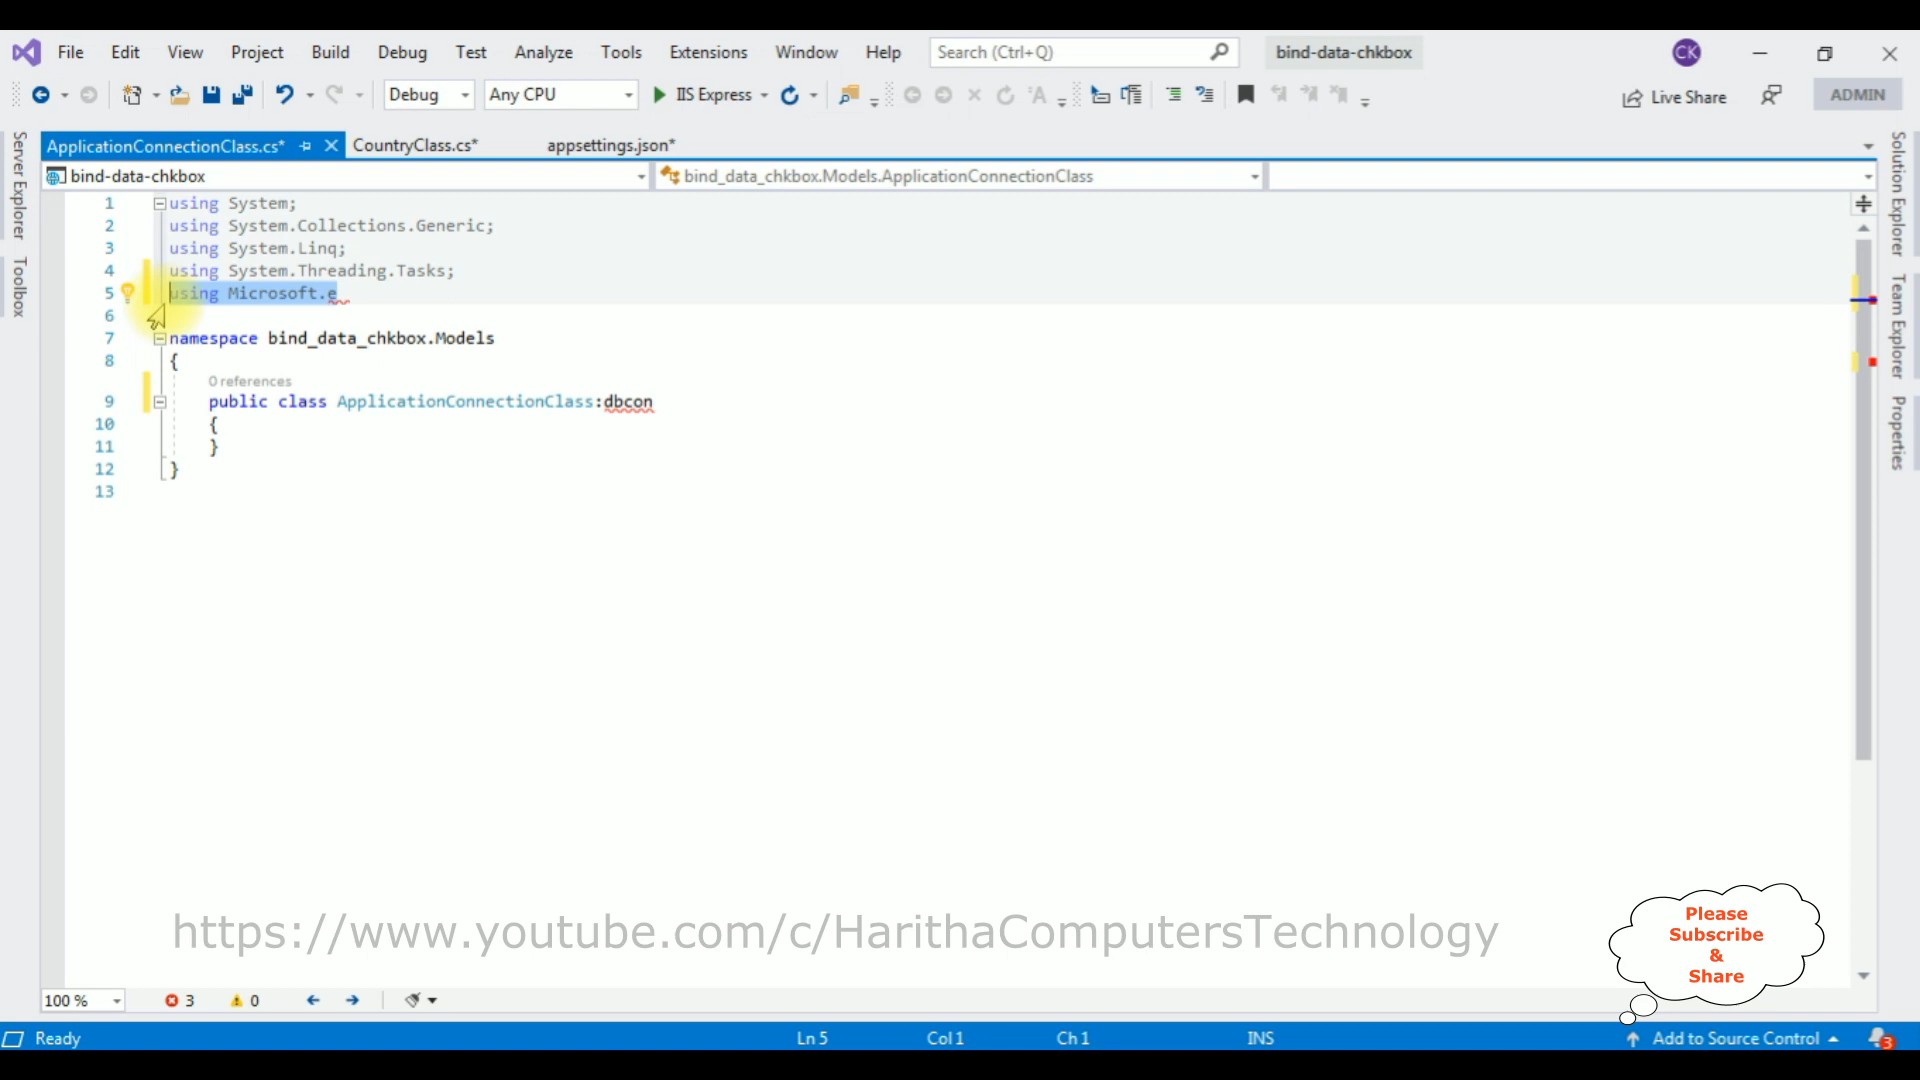 File Edit View Project Build Debug Test Analyze Tools Extensions Window Help Search (Ctrl+Q) bind-data-chkbox CK
Debug Any CPU IIS Express Live Share ADMIN
ApplicationConnectionClass.cs* CountryClass.cs* appsettings.json*
bind-data-chkbox bind_data_chkbox.Models.ApplicationConnectionClass
Server Explorer
Toolbox
1 using System;
2 using System.Collections.Generic;
3 using System.Linq;
4 using System.Threading.Tasks;
5 using Microsoft.e
6
7 namespace bind_data_chkbox.Models
8 {
0 references
9 public class ApplicationConnectionClass:dbcon
10 {
11 }
12 }
13
Solution Explorer
Team Explorer
Properties
https://www.youtube.com/c/HarithaComputersTechnology
Please
Subscribe
&
Share
100 % 3 0
Ready Ln 5 Col 1 Ch 1 INS Add to Source Control 3